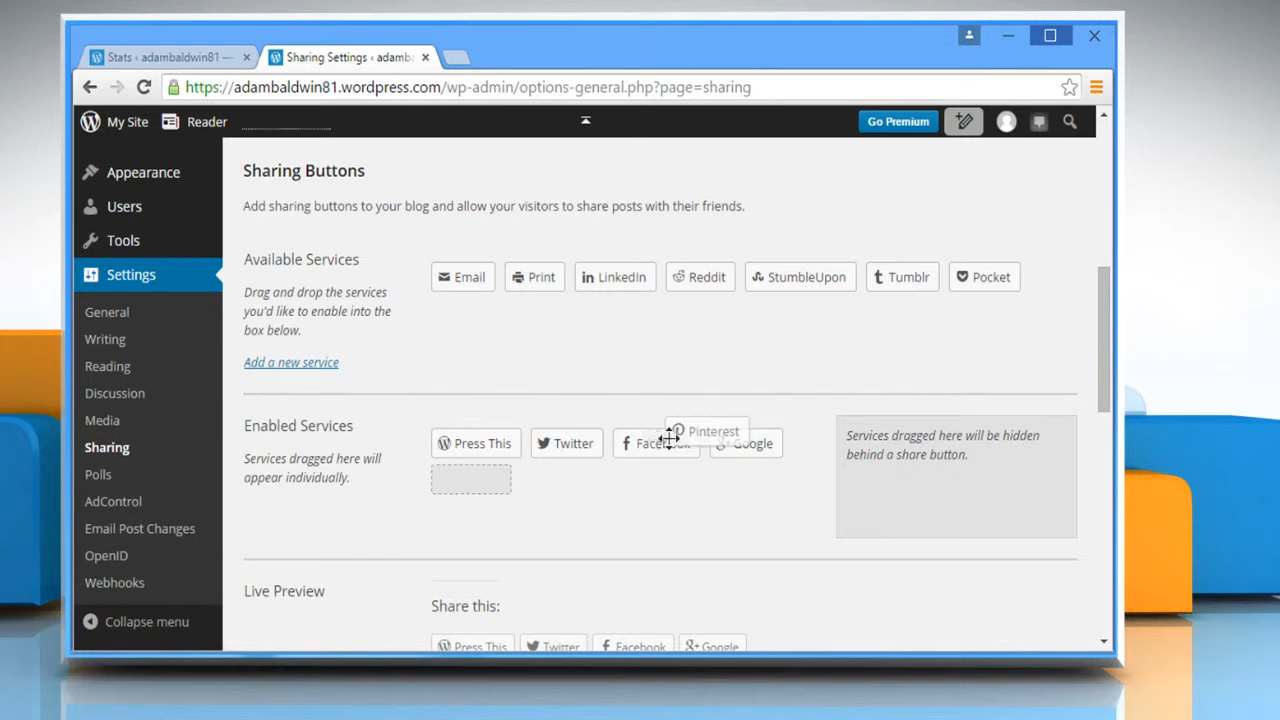 Stats ‹ adambaldwin81 —
Sharing Settings ‹ adamb
https://adambaldwin81.wordpress.com/wp-admin/options-general.php?page=sharing
My Site
Reader
Go Premium
Appearance
Users
Tools
Settings
General
Writing
Reading
Discussion
Media
Sharing
Polls
AdControl
Email Post Changes
OpenID
Webhooks
Collapse menu
Sharing Buttons
Add sharing buttons to your blog and allow your visitors to share posts with their friends.
Available Services
Drag and drop the services
you'd like to enable into the
box below.
Add a new service
Email
Print
LinkedIn
Reddit
StumbleUpon
Tumblr
Pocket
Enabled Services
Services dragged here will
appear individually.
Pinterest
Press This
Twitter
Facebook
Google
Services dragged here will be hidden
behind a share button.
Live Preview
Share this:
Press This
Twitter
Facebook
Google